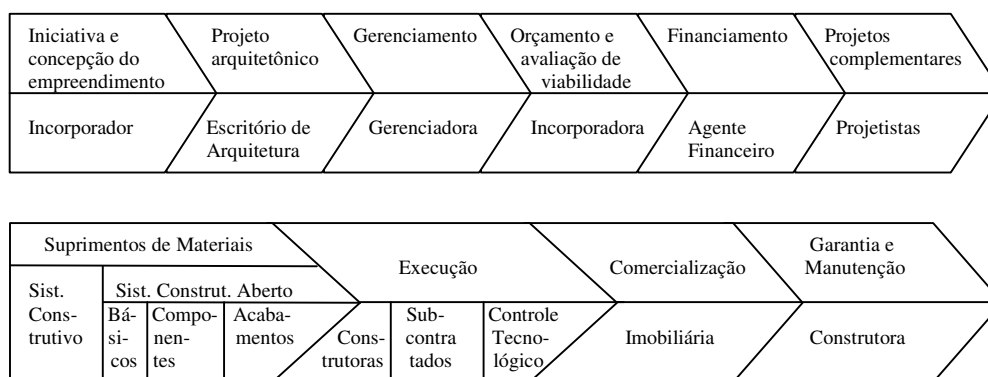 Iniciativa e
concepção do
empreendimento
Projeto
arquitetônico
Gerenciamento
Orçamento e
avaliação de
viabilidade
Financiamento
Projetos
complementares
Incorporador
Escritório de
Arquitetura
Gerenciadora
Incorporadora
Agente
Financeiro
Projetistas
Suprimentos de Materiais
Sist.
Cons-
trutivo
Sist. Construt. Aberto
Bá-
si-
cos
Compo-
nen-
tes
Acaba-
mentos
Execução
Cons-
trutoras
Sub-
contra
tados
Controle
Tecno-
lógico
Comercialização
Imobiliária
Garantia e
Manutenção
Construtora